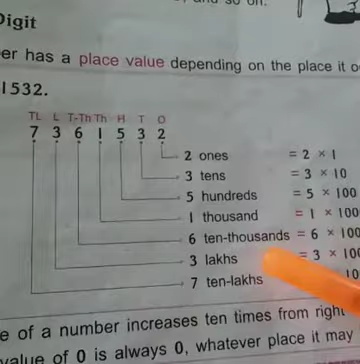 Digit
er has a place value depending on the place it o
1532.
TL L T-Th Th H T O
7 3 6 1 5 3 2
2 ones = 2 × 1
3 tens = 3 × 10
5 hundreds = 5 × 100
1 thousand = 1 × 100
6 ten-thousands = 6 × 100
3 lakhs = 3 × 100
7 ten-lakhs 10
e of a number increases ten times from right
value of 0 is always 0, whatever place it may